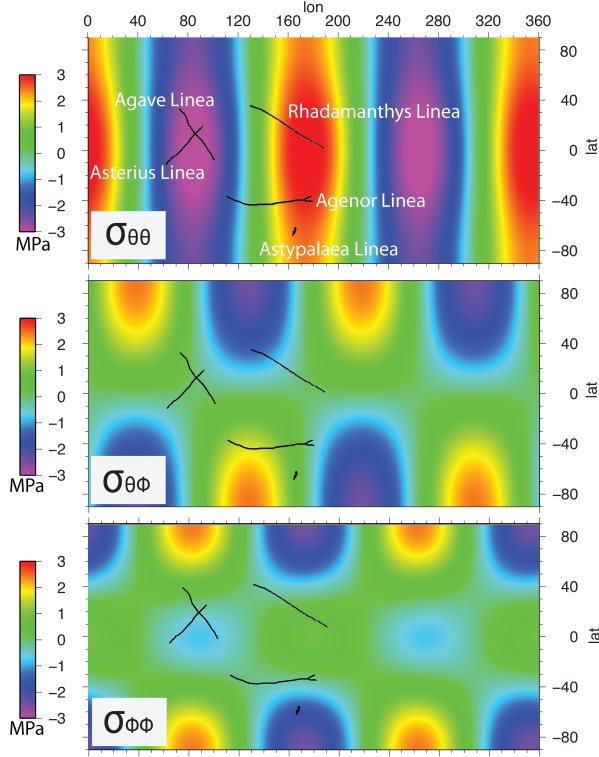 lon
0 40 80 120 160 200 240 280 320 360
3
2
1
0
−1
−2
−3
MPa
80
40
0
−40
−80
lat
Agave Linea
Rhadamanthys Linea
Asterius Linea
Agenor Linea
Astypalaea Linea
σθθ
3
2
1
0
−1
−2
−3
MPa
80
40
0
−40
−80
lat
σθΦ
3
2
1
0
−1
−2
−3
MPa
80
40
0
−40
−80
lat
σΦΦ